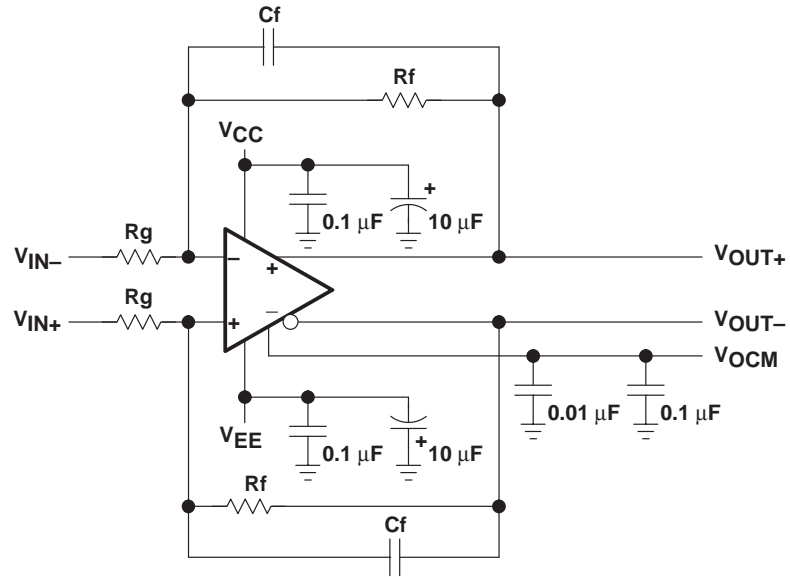 Cf
Rf
VCC
+
0.1 μF
10 μF
VIN–
Rg
–
+
VOUT+
VIN+
Rg
+
–
VOUT–
VOCM
0.01 μF
0.1 μF
VEE
0.1 μF
+
10 μF
Rf
Cf